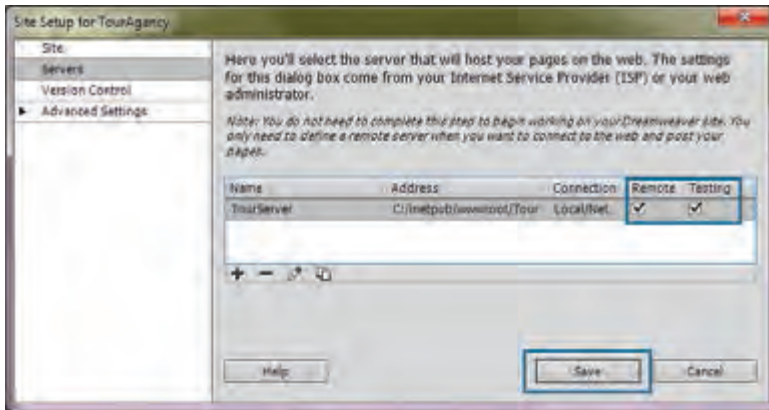 Site Setup for TourAgancy
Site
Servers
Version Control
Advanced Settings
Here you'll select the server that will host your pages on the web. The settings
for this dialog box come from your Internet Service Provider (ISP) or your web
administrator.
Note: You do not need to complete this step to begin working on your Dreamweaver site. You
only need to define a remote server when you want to connect to the web and post your
pages.
Name Address Connection Remote Testing
TourServer C:/inetpub/wwwroot/Tour Local/Net
Help Save Cancel